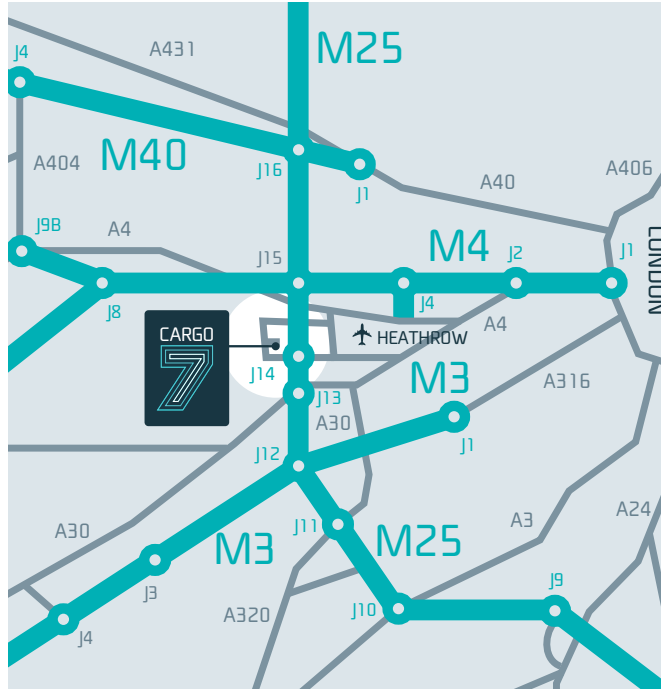 M25
A431
J4
M40
A404
J16
J1
A40
A406
J9B
A4
J15
M4
J2
J1
LONDON
J8
J4
A4
CARGO
7
HEATHROW
J14
M3
A316
J13
A30
J12
J1
A30
M3
J11
M25
A3
A24
J3
J10
J9
A320
J4